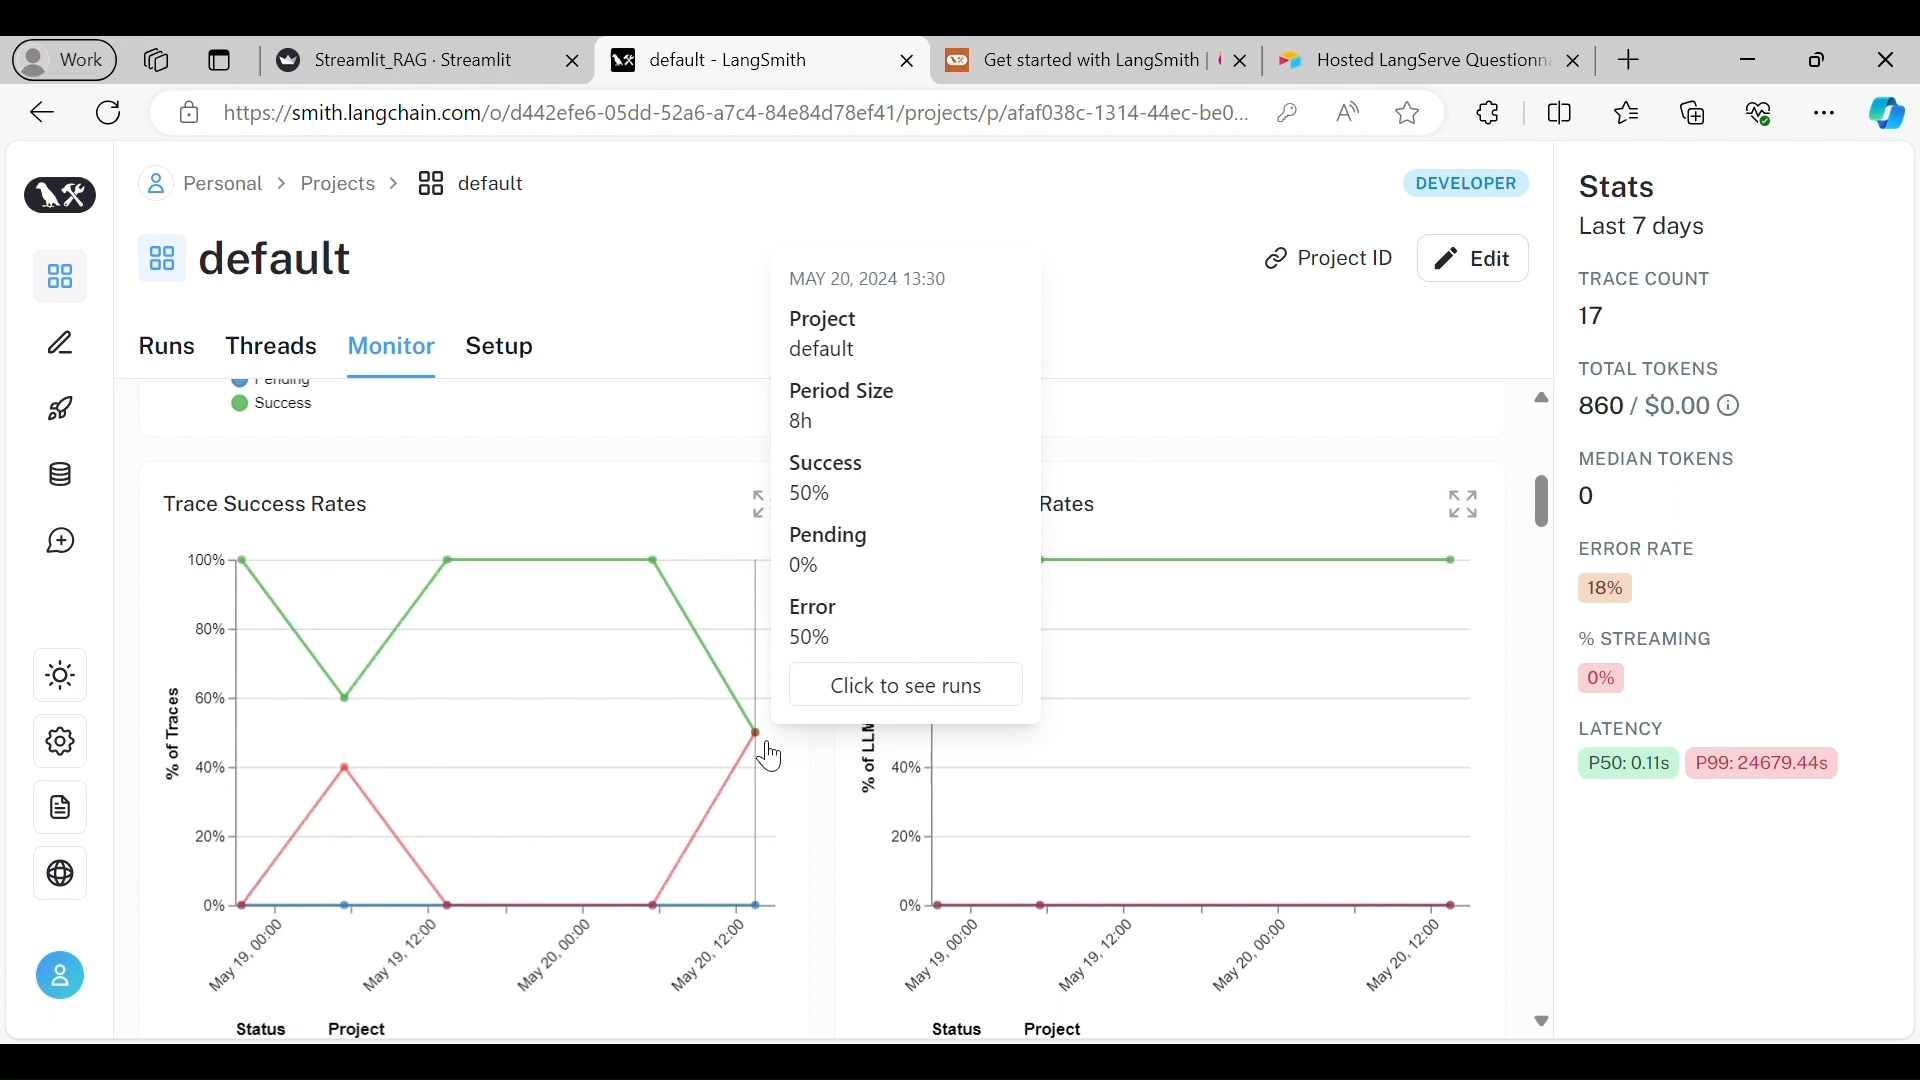 Work
Streamlit_RAG · Streamlit
default - LangSmith
Get started with LangSmith |
Hosted LangServe Questionn
https://smith.langchain.com/o/d442efe6-05dd-52a6-a7c4-84e84d78ef41/projects/p/afaf038c-1314-44ec-be0...
Personal > Projects > default
DEVELOPER
default
Project ID
Edit
Runs
Threads
Monitor
Setup
Pending
Success
MAY 20, 2024 13:30
Project
default
Period Size
8h
Success
50%
Pending
0%
Error
50%
Click to see runs
Trace Success Rates
100%
80%
60%
40%
20%
0%
% of Traces
May 19, 00:00
May 19, 12:00
May 20, 00:00
May 20, 12:00
Status Project
Rates
40%
20%
0%
% of LLM
May 19, 00:00
May 19, 12:00
May 20, 00:00
May 20, 12:00
Status Project
Stats
Last 7 days
TRACE COUNT
17
TOTAL TOKENS
860 / $0.00
MEDIAN TOKENS
0
ERROR RATE
18%
% STREAMING
0%
LATENCY
P50: 0.11s
P99: 24679.44s